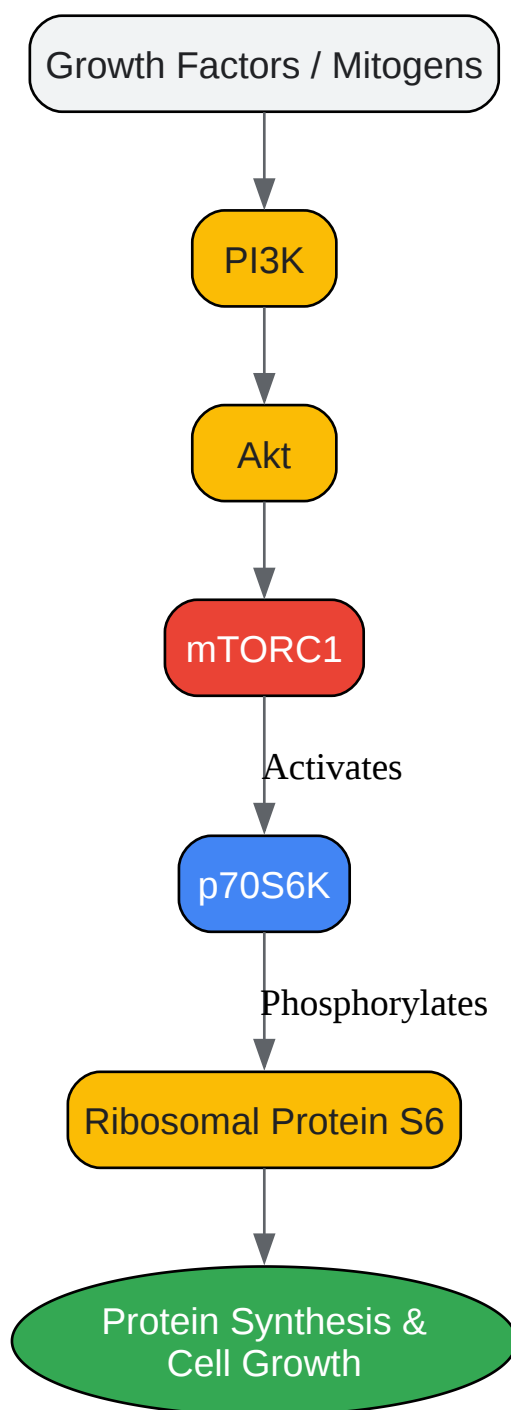 Growth Factors / Mitogens
PI3K
Akt
mTORC1
Activates
p70S6K
Phosphorylates
Ribosomal Protein S6
Protein Synthesis &
Cell Growth